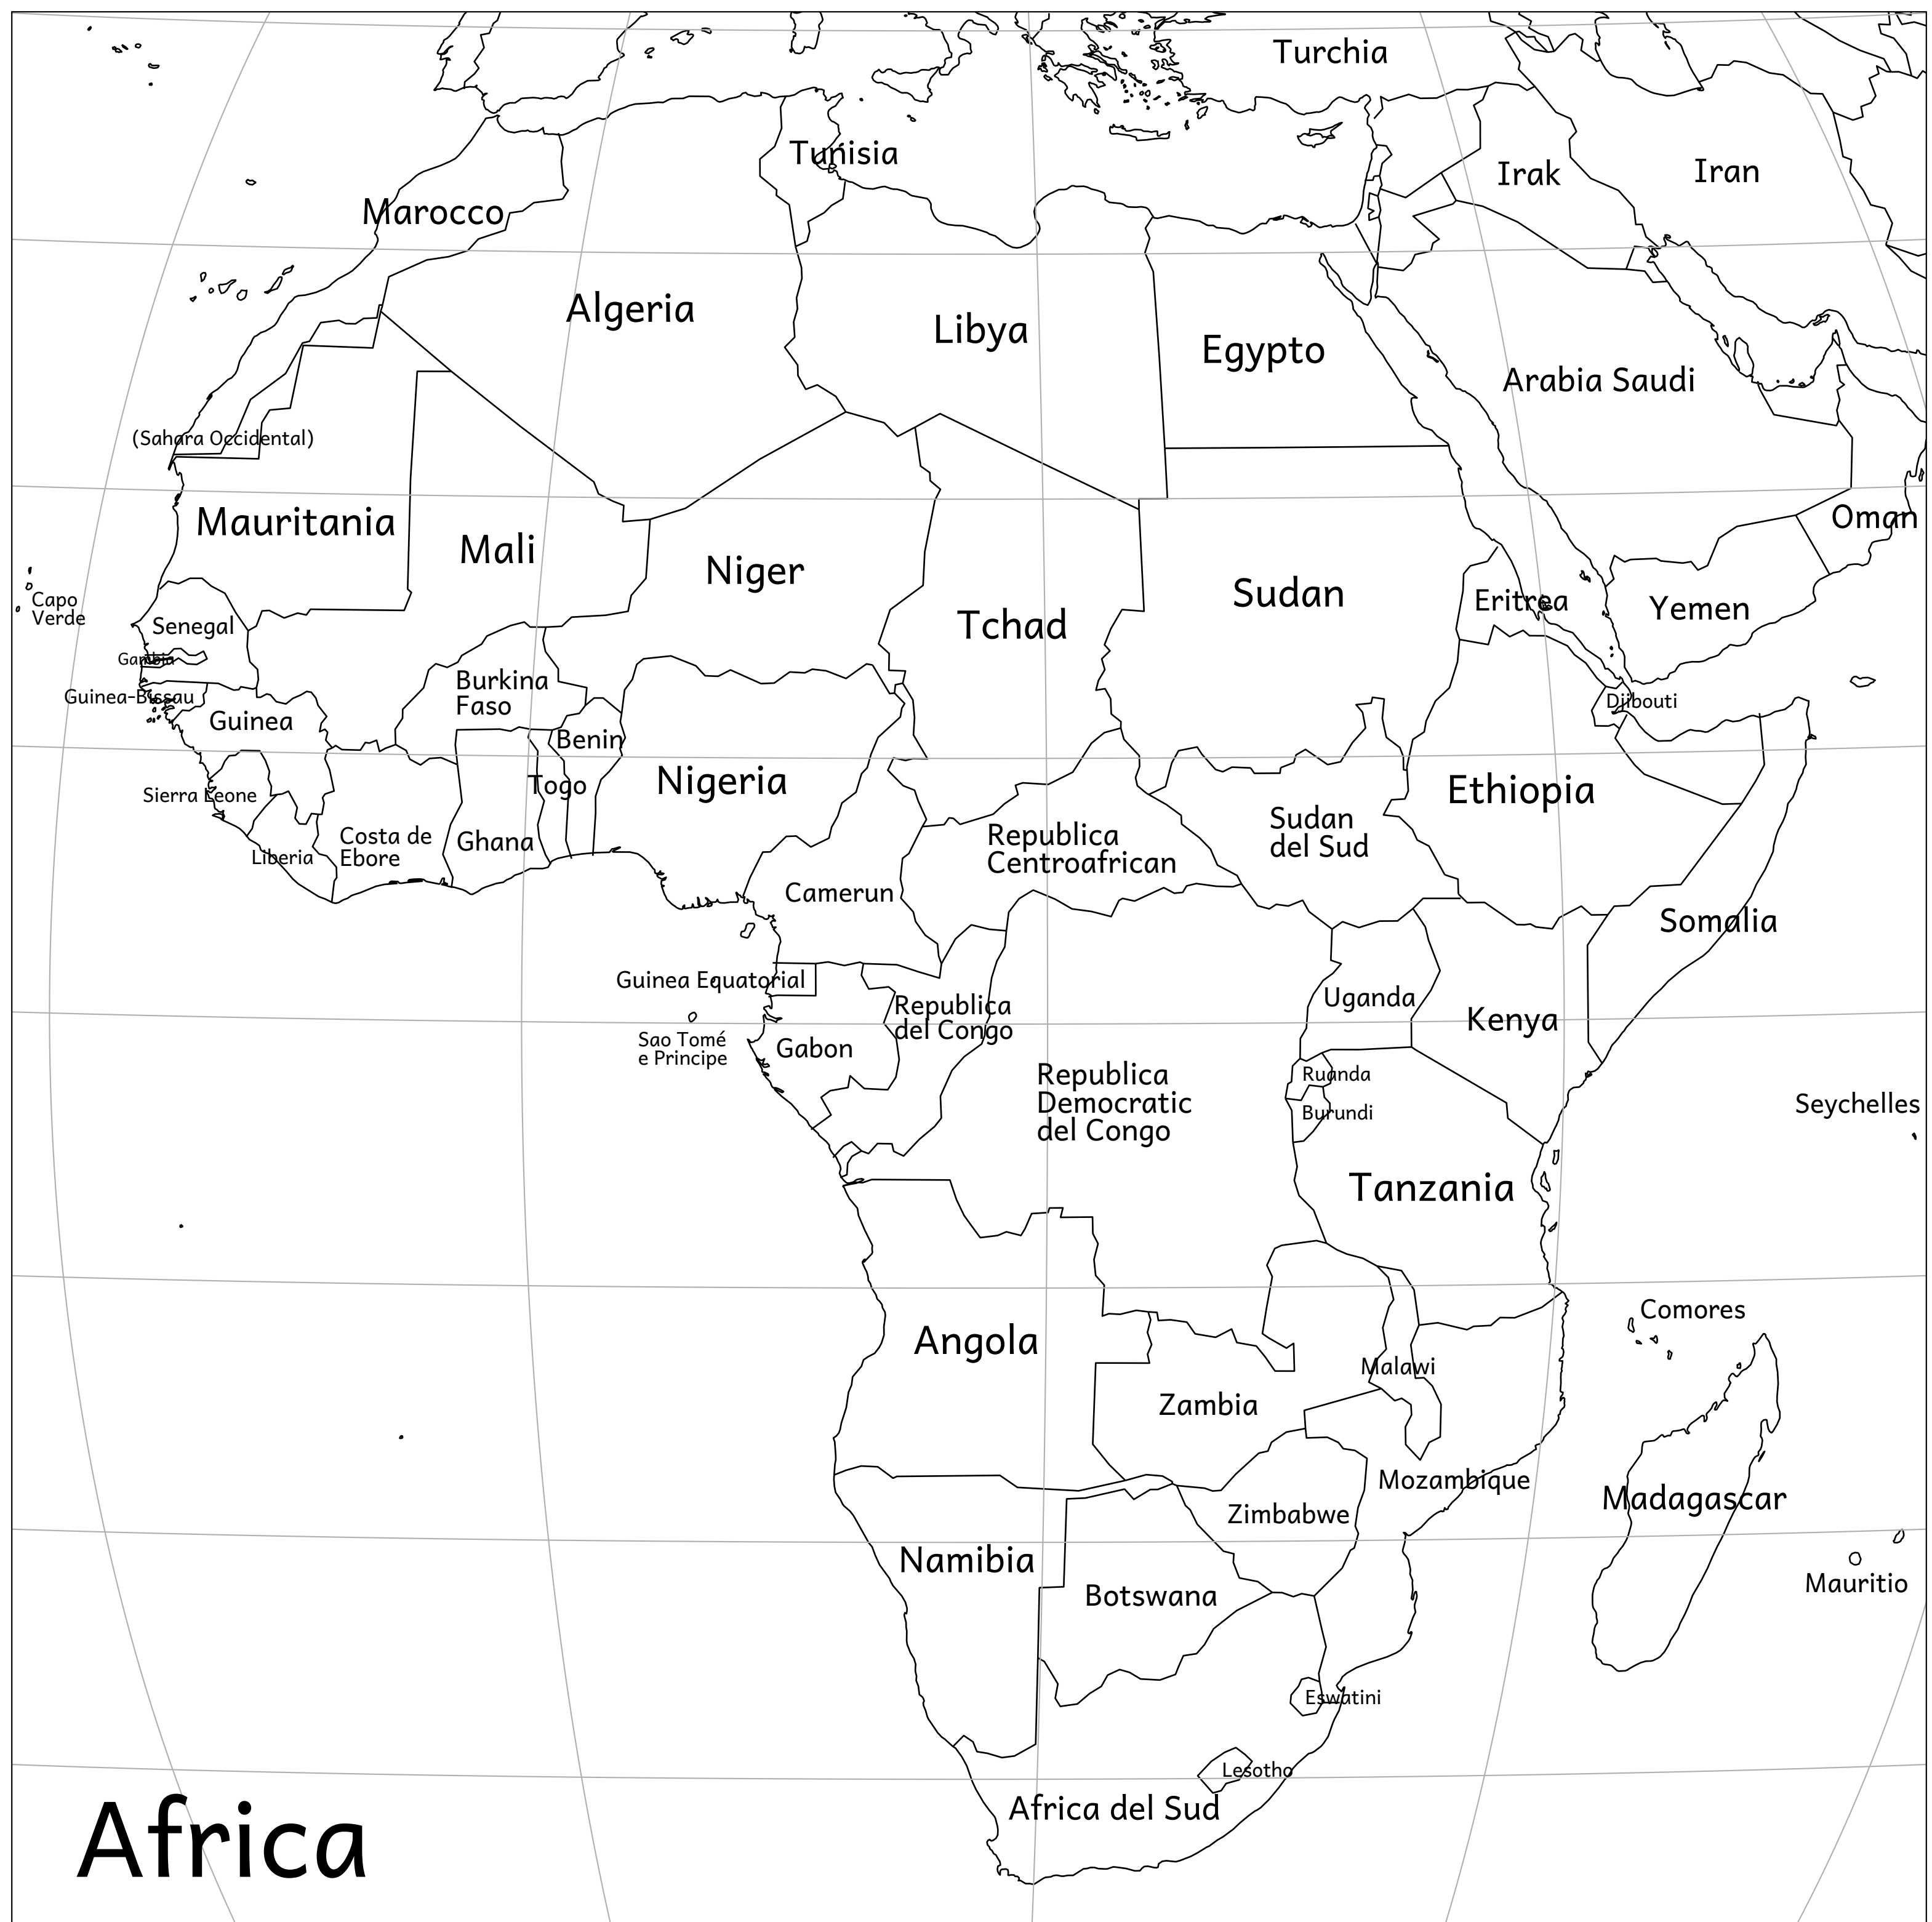 Turchia
Tunisia
Irak
Iran
Marocco
Algeria
Libya
Egypto
Arabia Saudi
(Sahara Occidental)
Mauritania
Mali
Niger
Tchad
Sudan
Eritrea
Yemen
Oman
Capo
Verde
Senegal
Gambia
Guinea-Bissau
Guinea
Burkina
Faso
Benin
Togo
Nigeria
Djibouti
Sierra Leone
Liberia
Costa de
Ebore
Ghana
Camerun
Republica
Centroafrican
Sudan
del Sud
Ethiopia
Somalia
Guinea Equatorial
Sao Tomé
e Principe
Gabon
Republica
del Congo
Uganda
Kenya
Republica
Democratic
del Congo
Ruanda
Burundi
Seychelles
Tanzania
Angola
Zambia
Malawi
Comores
Mozambique
Madagascar
Zimbabwe
Namibia
Botswana
Mauritio
Eswatini
Lesotho
Africa del Sud
Africa